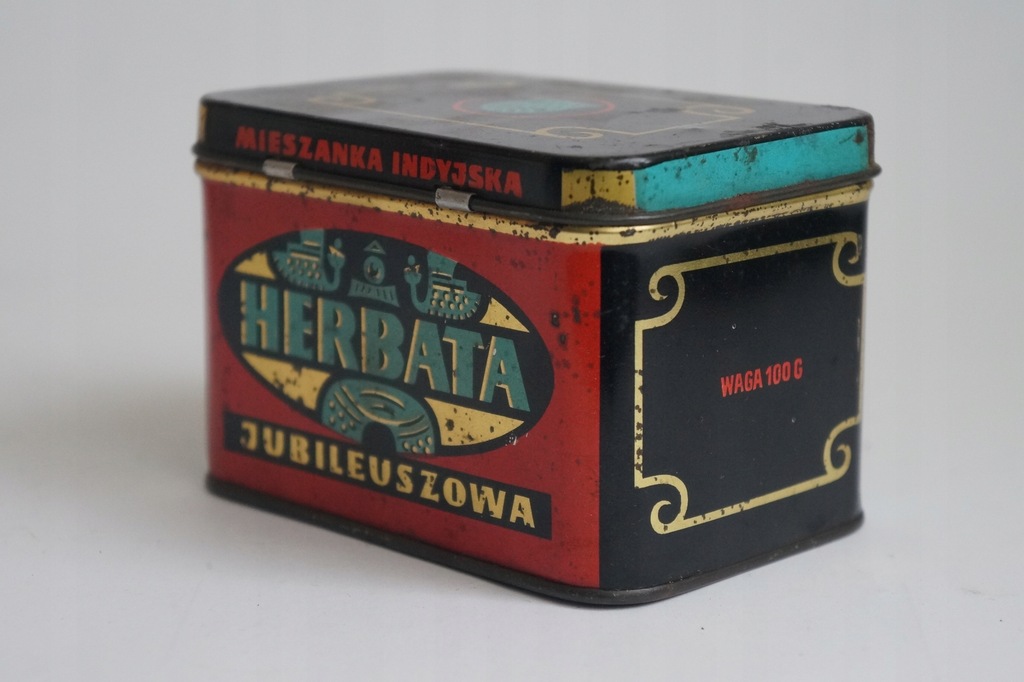 MIESZANKA INDYJSKA
HERBATA
JUBILEUSZOWA
WAGA 100 G